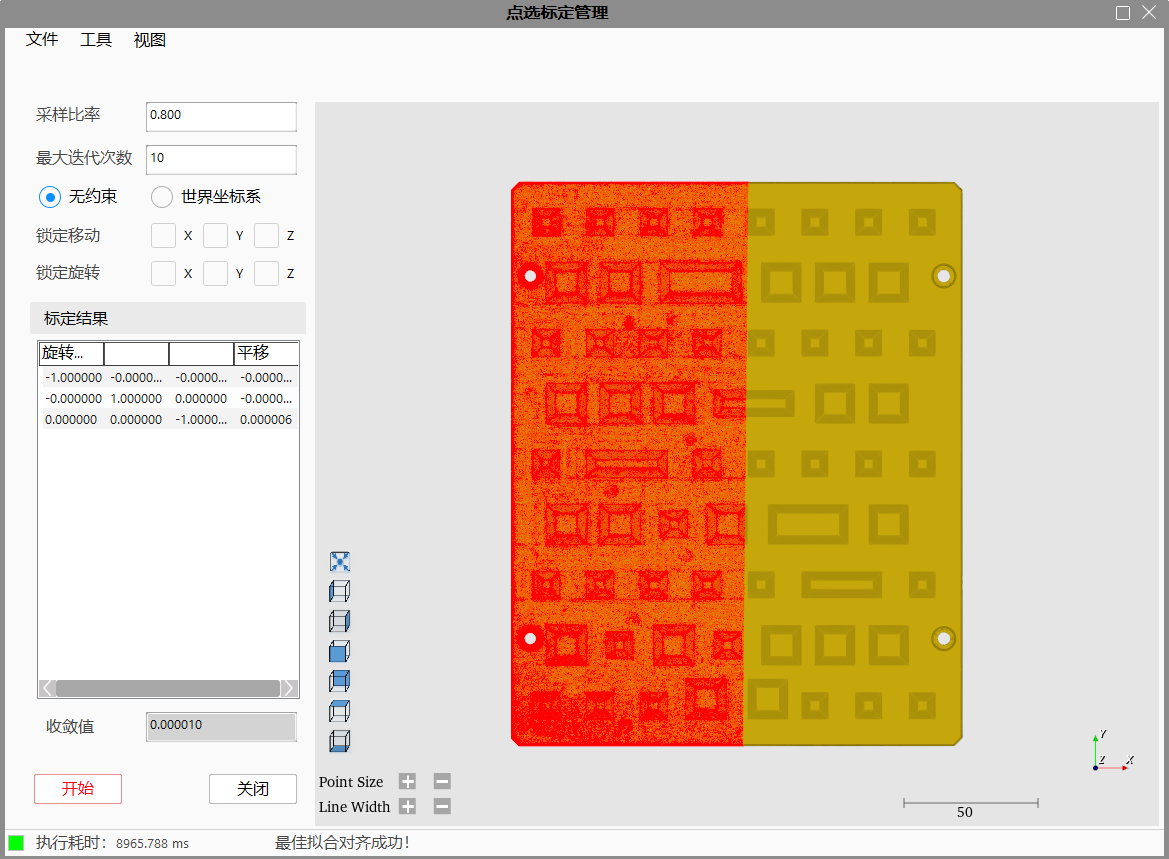 点选标定管理
文件 工具 视图
采样比率 0.800
最大迭代次数 10
无约束 世界坐标系
锁定移动 X Y Z
锁定旋转 X Y Z
标定结果
旋转... 平移
-1.000000 -0.0000... -0.0000... -0.0000...
-0.000000 1.000000 0.000000 -0.0000...
0.000000 0.000000 -1.0000... 0.000006
收敛值 0.000010
开始 关闭
Point Size
Line Width
Y
Z X
50
执行耗时： 8965.788 ms 最佳拟合对齐成功！